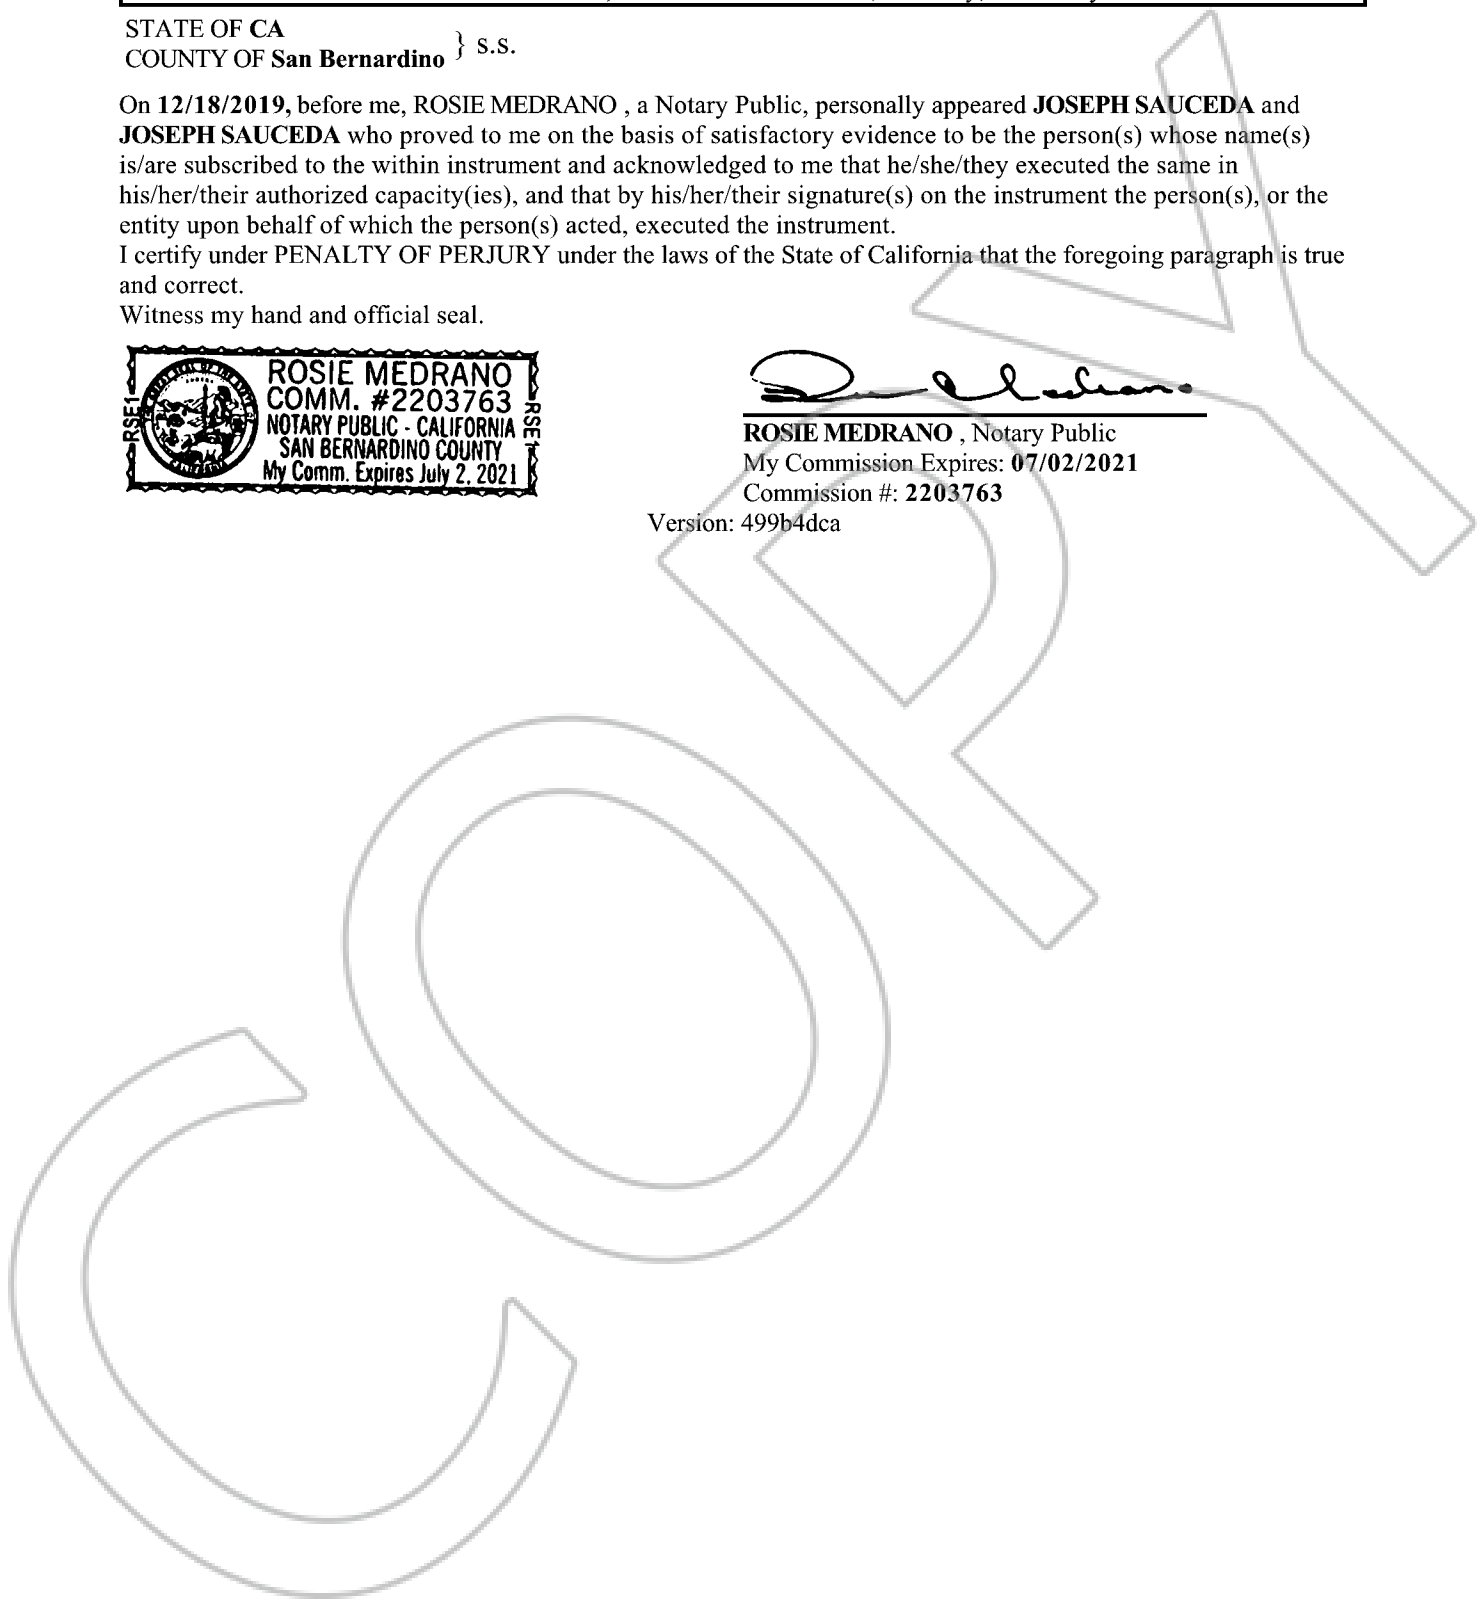 STATE OF CA
COUNTY OF San Bernardino } s.s.
On 12/18/2019, before me, ROSIE MEDRANO , a Notary Public, personally appeared JOSEPH SAUCEDA and
JOSEPH SAUCEDA who proved to me on the basis of satisfactory evidence to be the person(s) whose name(s)
is/are subscribed to the within instrument and acknowledged to me that he/she/they executed the same in
his/her/their authorized capacity(ies), and that by his/her/their signature(s) on the instrument the person(s), or the
entity upon behalf of which the person(s) acted, executed the instrument.
I certify under PENALTY OF PERJURY under the laws of the State of California that the foregoing paragraph is true
and correct.
Witness my hand and official seal.
ROSIE MEDRANO
COMM. #2203763
NOTARY PUBLIC - CALIFORNIA
SAN BERNARDINO COUNTY
My Comm. Expires July 2, 2021
RSE1
RSE1
ROSIE MEDRANO , Notary Public
My Commission Expires: 07/02/2021
Commission #: 2203763
Version: 499b4dca
COPY